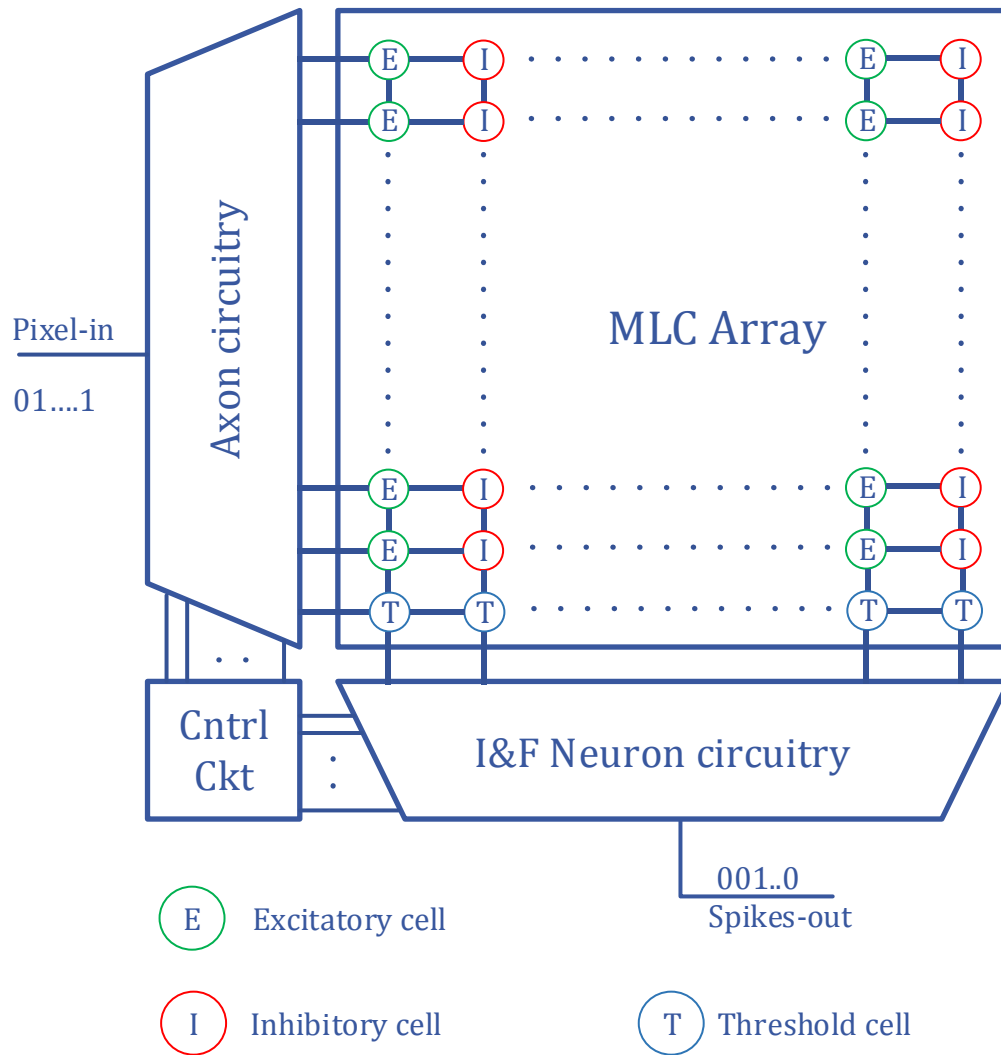 E I E I
E I E I
MLC Array
Axon circuitry
Pixel-in
01....1
E I E I
E I E I
T T T T
Cntrl
Ckt
I&F Neuron circuitry
001..0
Spikes-out
E Excitatory cell
I Inhibitory cell
T Threshold cell